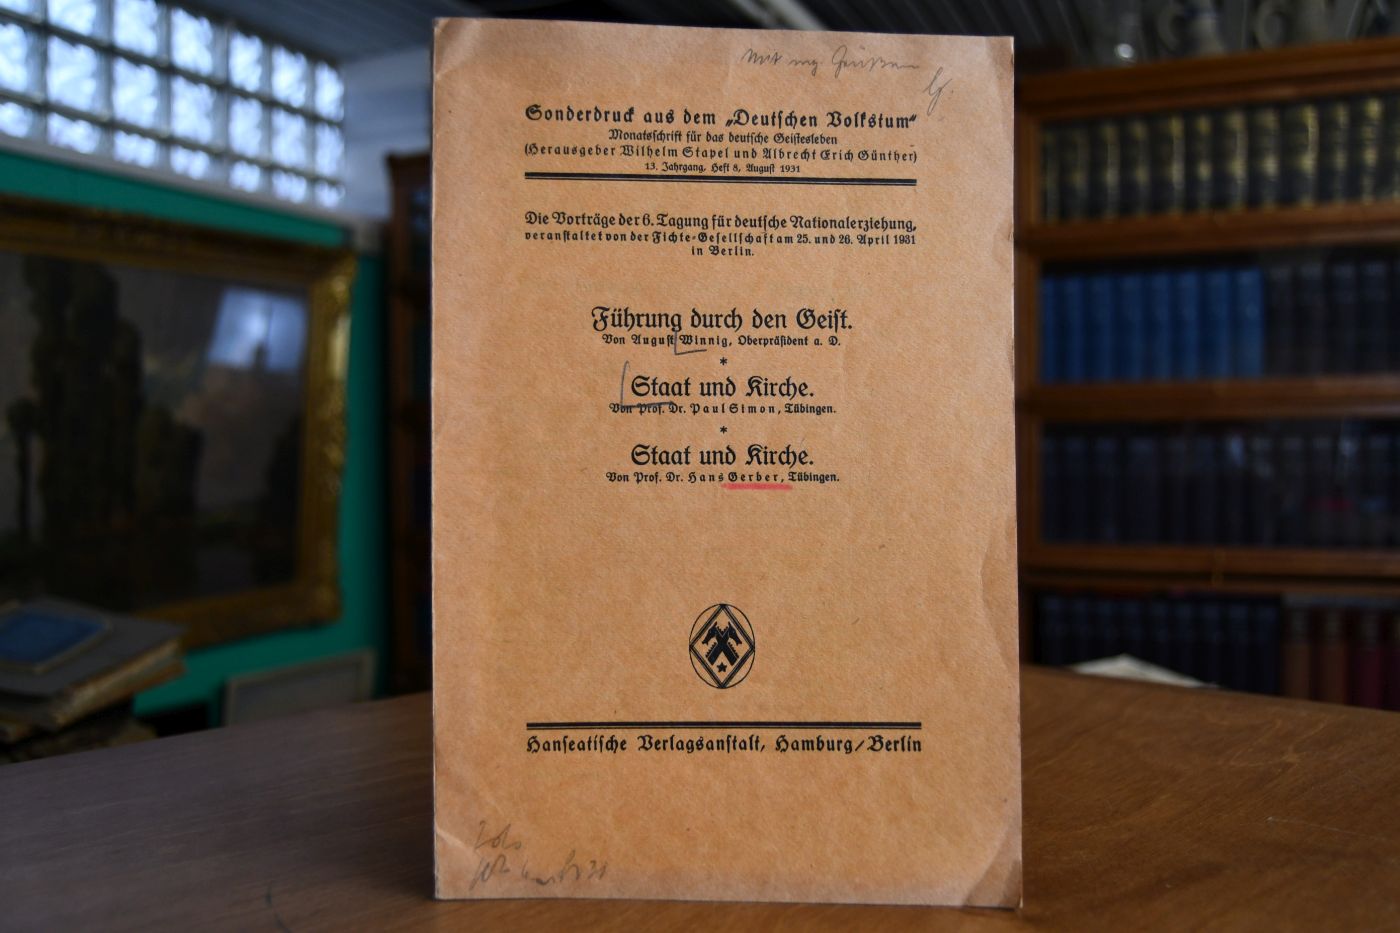 Mit erg. Grüßen
G.
Sonderdruck aus dem „Deutschen Volkstum“
Monatsschrift für das deutsche Geistesleben
(Herausgeber Wilhelm Stapel und Albrecht Erich Günther)
13. Jahrgang, Heft 8, August 1931
Die Vorträge der 6. Tagung für deutsche Nationalerziehung,
veranstaltet von der Fichte-Gesellschaft am 25. und 26. April 1931
in Berlin.
Führung durch den Geist.
Von August Winnig, Oberpräsident a. D.
*
Staat und Kirche.
Von Prof. Dr. Paul Simon, Tübingen.
*
Staat und Kirche.
Von Prof. Dr. Hans Gerber, Tübingen.
Hanseatische Verlagsanstalt, Hamburg/Berlin